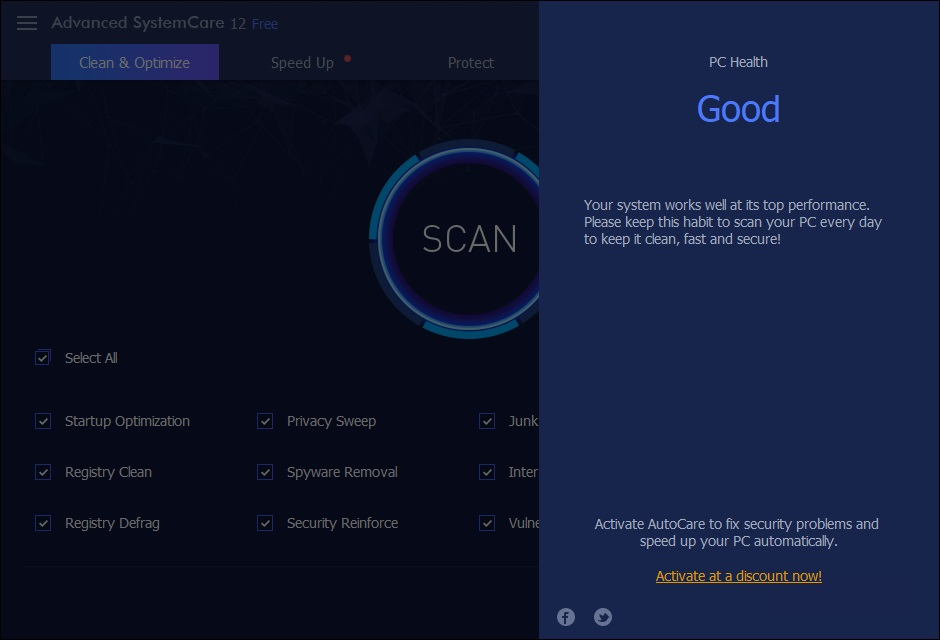 Advanced SystemCare 12 Free
Clean & Optimize
Speed Up
Protect
SCAN
Select All
Startup Optimization
Privacy Sweep
Junk
Registry Clean
Spyware Removal
Inter
Registry Defrag
Security Reinforce
Vulne
PC Health
Good
Your system works well at its top performance.
Please keep this habit to scan your PC every day
to keep it clean, fast and secure!
Activate AutoCare to fix security problems and
speed up your PC automatically.
Activate at a discount now!